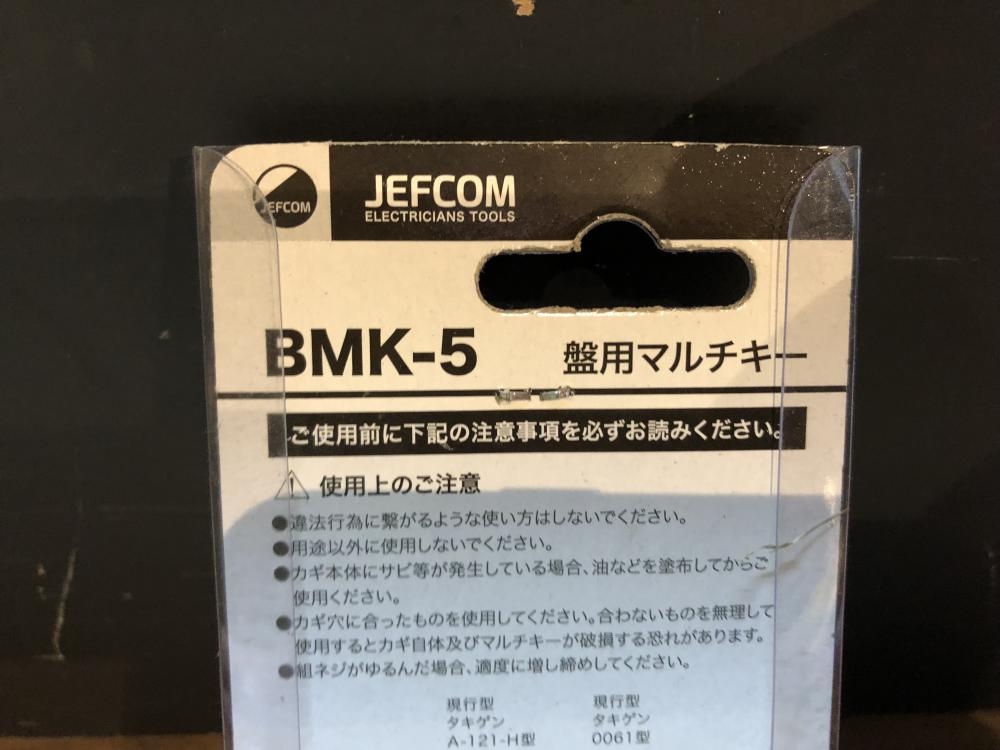 JEFCOM
JEFCOM
ELECTRICIANS TOOLS
BMK-5 盤用マルチキー
ご使用前に下記の注意事項を必ずお読みください。
使用上のご注意
●違法行為に繋がるような使い方はしないでください。
●用途以外に使用しないでください。
●カギ本体にサビ等が発生している場合、油などを塗布してからご
使用ください。
●カギ穴に合ったものを使用してください。合わないものを無理して
使用するとカギ自体及びマルチキーが破損する恐れがあります。
●組ネジがゆるんだ場合、適度に増し締めしてください。
現行型 現行型
タキゲン タキゲン
A-121-H型 0061型